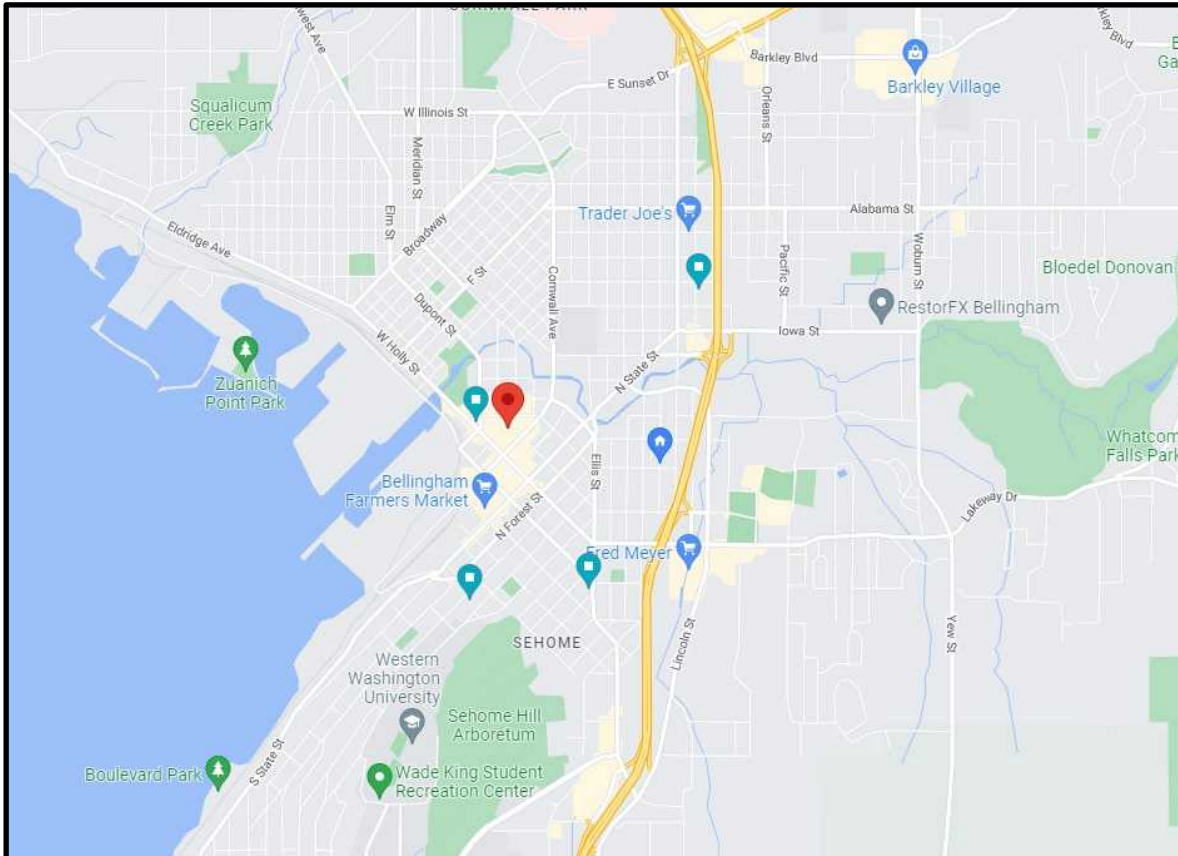 CORNWALL PARK
Barkley Blvd
E Sunset Dr
Barkley Blvd
Barkley Village
Squalicum
Creek Park
W Illinois St
Meridian St
Orleans St
Elm St
Broadway
Trader Joe's
Alabama St
Eldridge Ave
F St
Cornwall Ave
Pacific St
Woburn St
Bloedel Donovan
Dupont St
RestorFX Bellingham
Iowa St
W Holly St
N State St
Zuanich
Point Park
Whatcom
Falls Park
Bellingham
Farmers Market
Ellis St
N Forest St
Lakeway Dr
Fred Meyer
SEHOME
Lincoln St
Yew St
Western
Washington
University
Sehome Hill
Arboretum
S State St
Boulevard Park
Wade King Student
Recreation Center